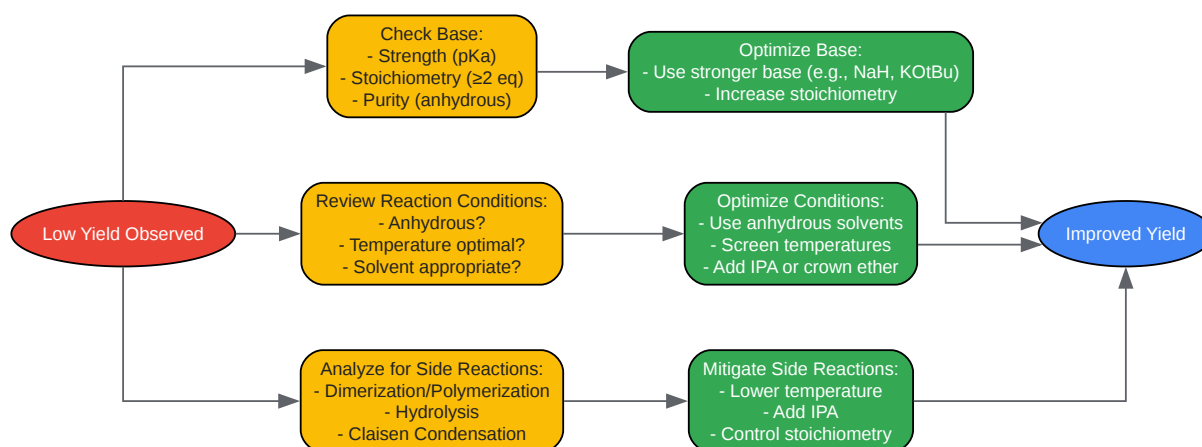 Check Base:
- Strength (pKa)
- Stoichiometry (≥2 eq)
- Purity (anhydrous)
Optimize Base:
- Use stronger base (e.g., NaH, KOtBu)
- Increase stoichiometry
Low Yield Observed
Review Reaction Conditions:
- Anhydrous?
- Temperature optimal?
- Solvent appropriate?
Optimize Conditions:
- Use anhydrous solvents
- Screen temperatures
- Add IPA or crown ether
Improved Yield
Analyze for Side Reactions:
- Dimerization/Polymerization
- Hydrolysis
- Claisen Condensation
Mitigate Side Reactions:
- Lower temperature
- Add IPA
- Control stoichiometry